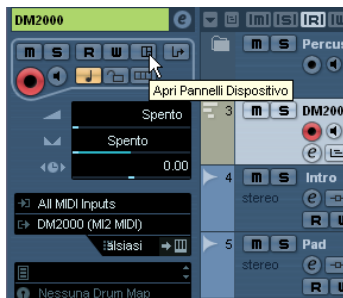 DM2000 e
M S R W
Apri Pannelli Dispositivo
Spento
Spento
0.00
All MIDI Inputs
DM2000 (MI2 MIDI)
Nessuna Drum Map
M S R W
M S Percus
3 M S DM200
e
4 M S Intro
stereo e
R W
5 M S Pad
stereo e
R W